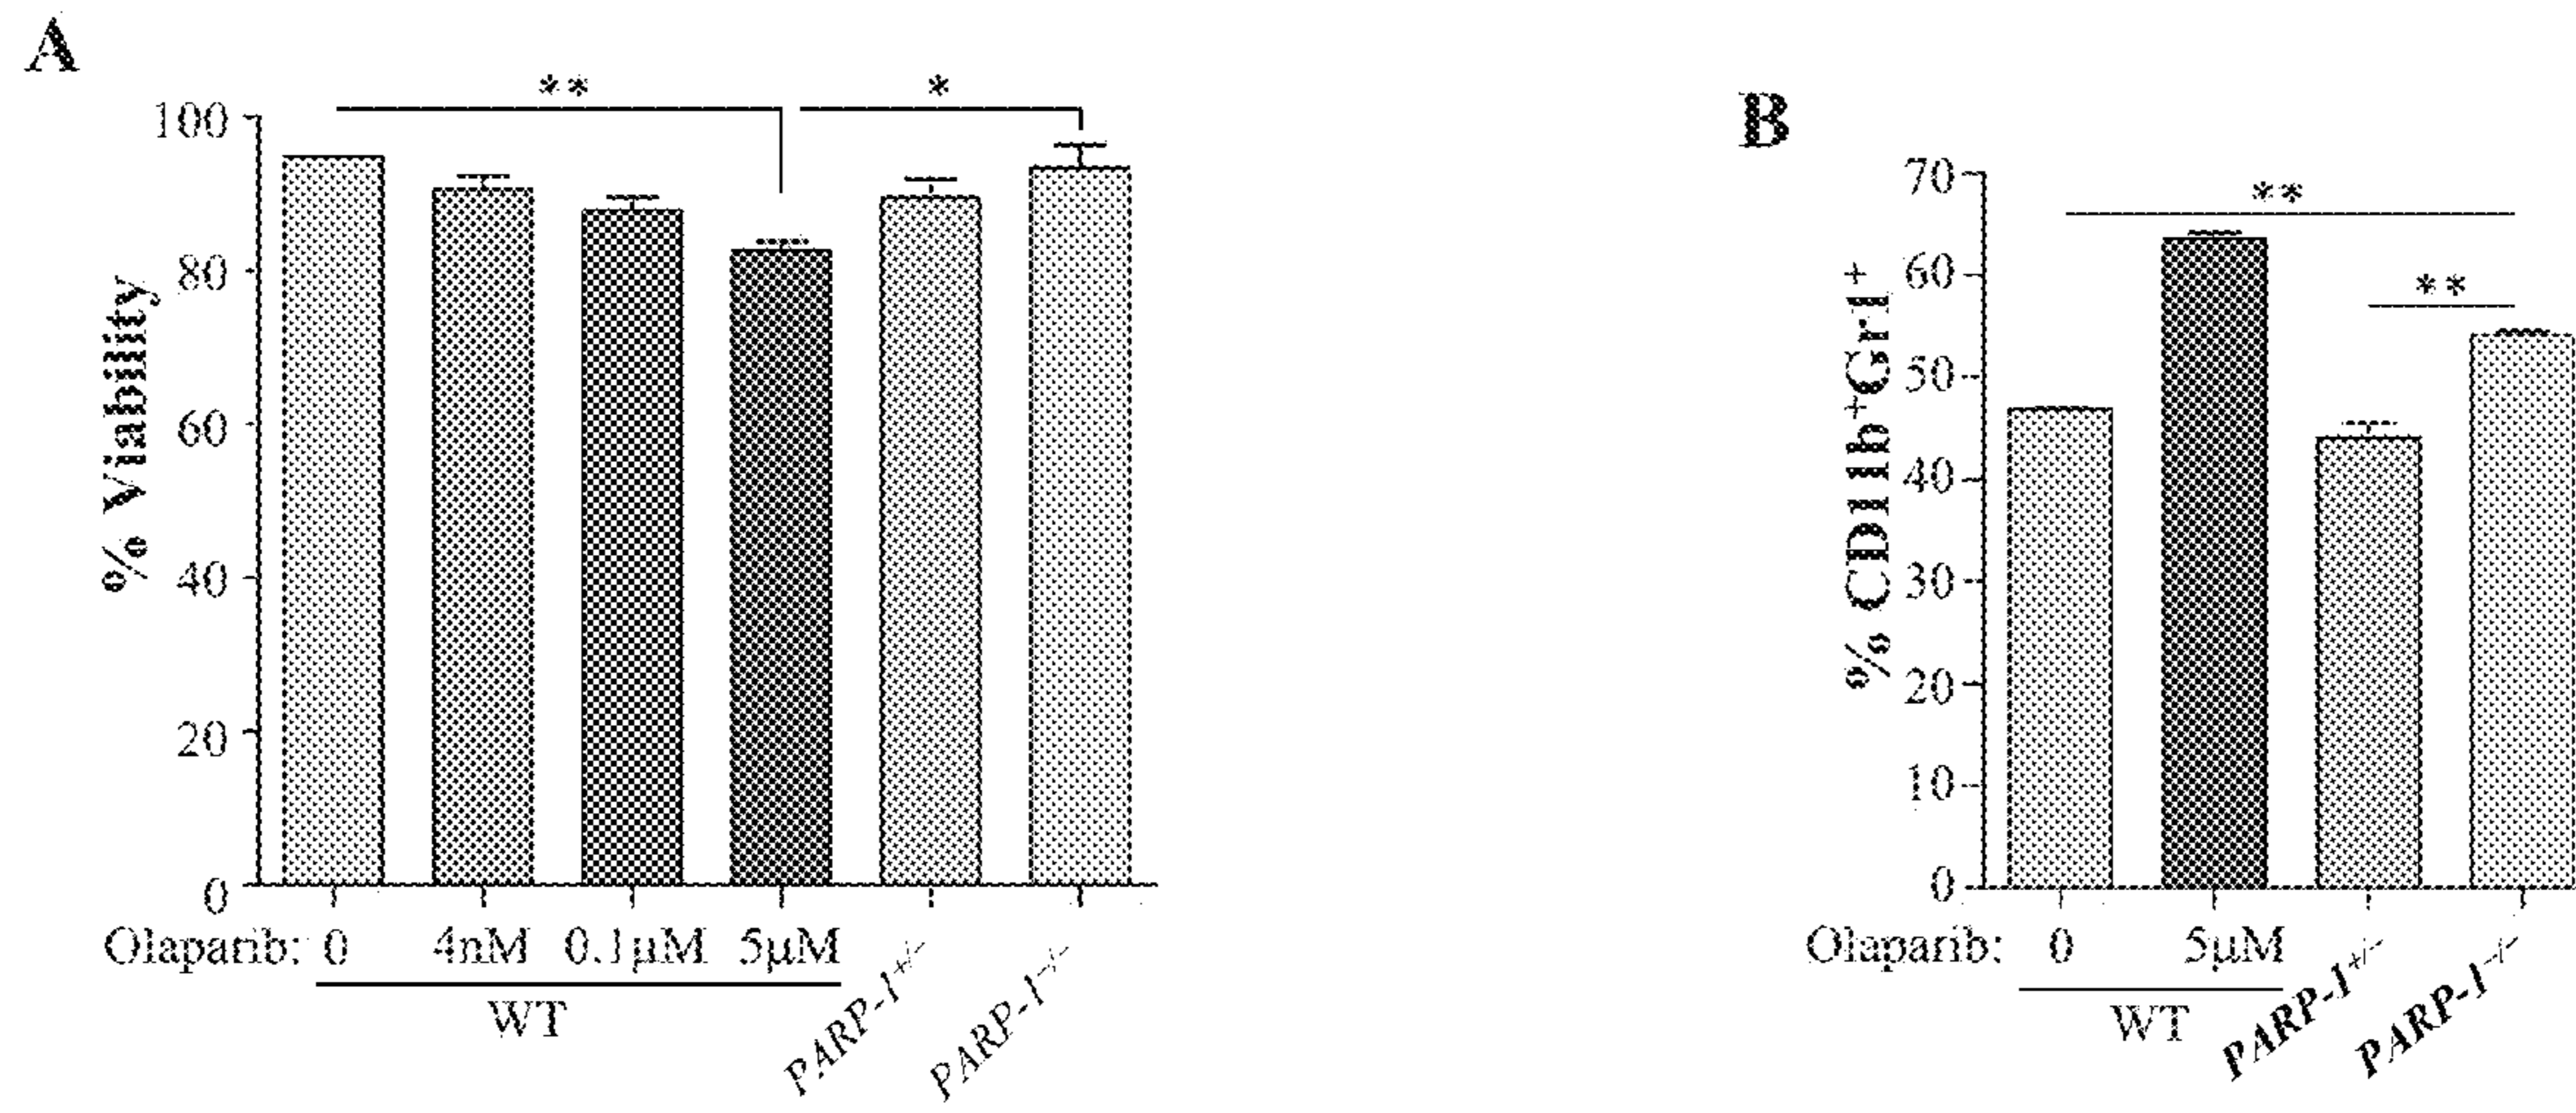 A
** *
100
80
60
40
20
0
% Viability
Olaparib: 0 4nM 0.1µM 5µM
WT
PARP-1+/-
PARP-1-/-
B
**
**
70
60
50
40
30
20
10
0
% CD11b+Gr1+
Olaparib: 0 5µM
WT
PARP-1+/-
PARP-1-/-